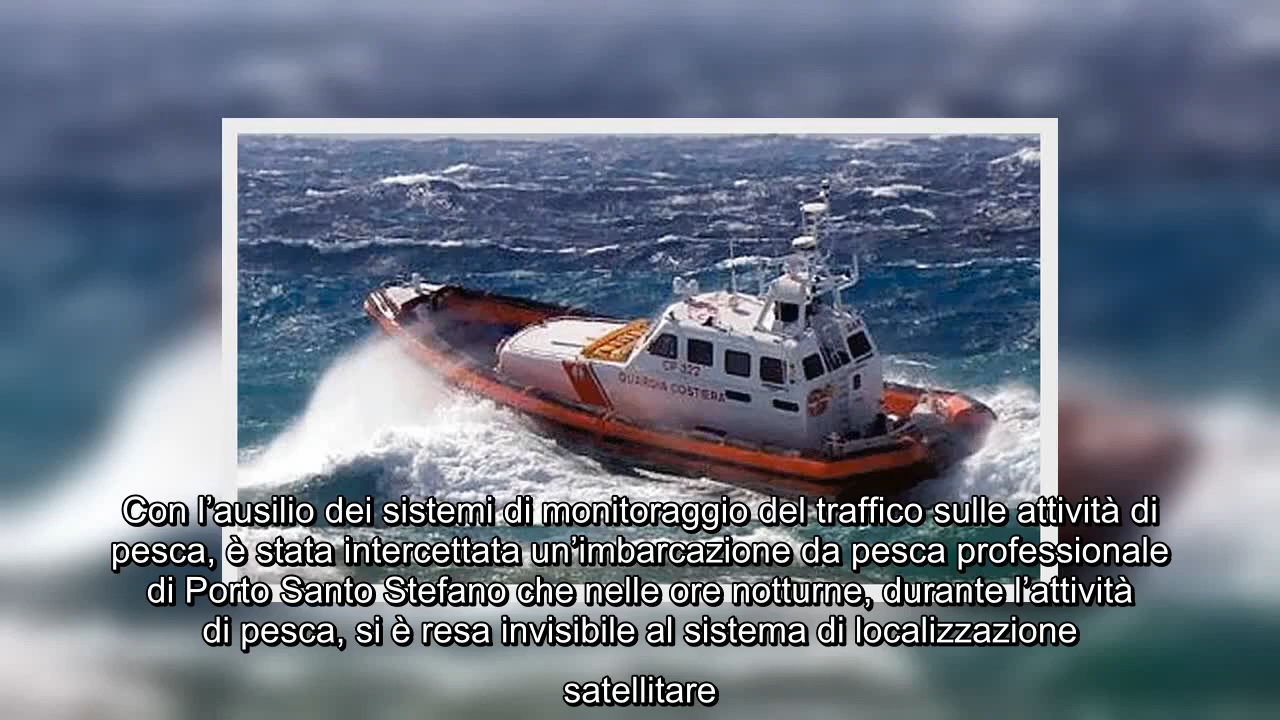 CP 322
GUARDIA COSTIERA
Con l’ausilio dei sistemi di monitoraggio del traffico sulle attività di
pesca, è stata intercettata un’imbarcazione da pesca professionale
di Porto Santo Stefano che nelle ore notturne, durante l’attività
di pesca, si è resa invisibile al sistema di localizzazione
satellitare